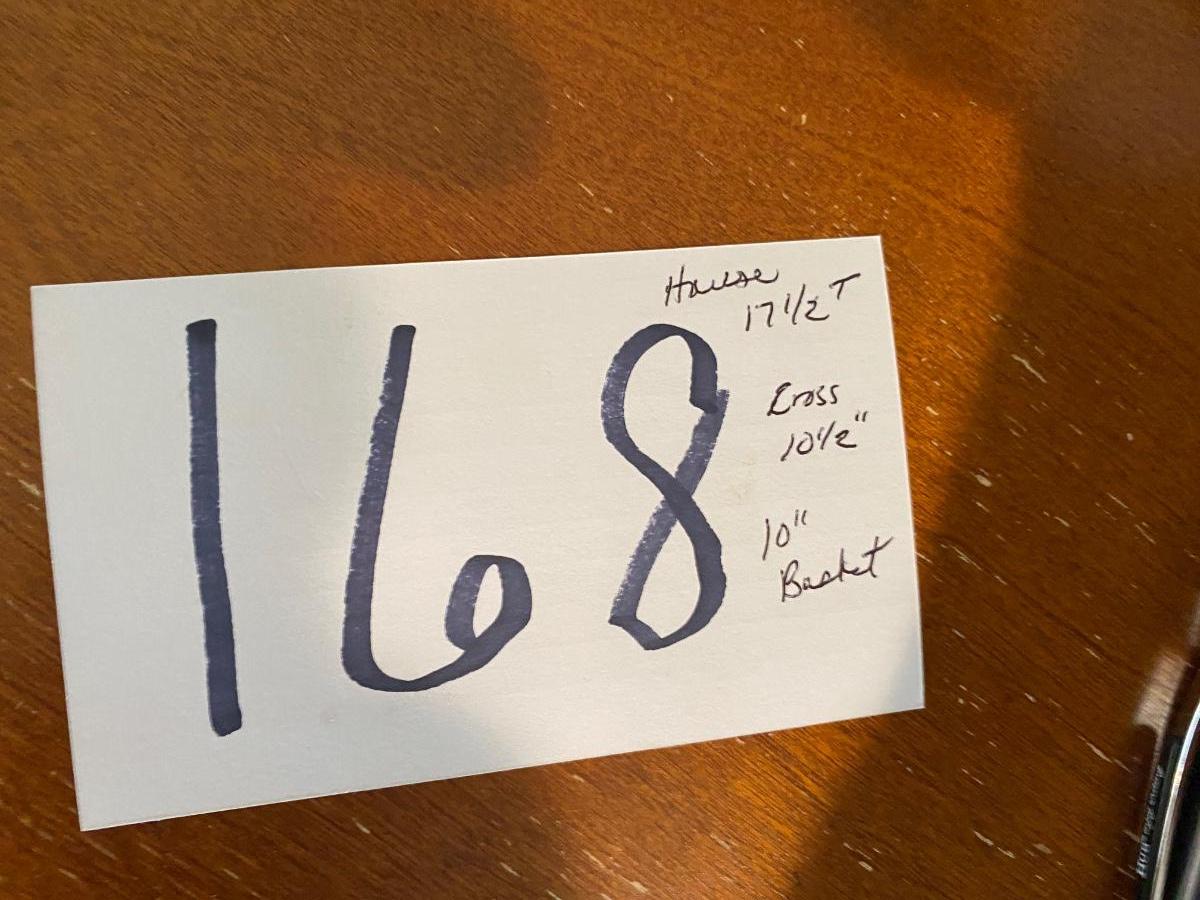 168
House
17 1/2 T
Cross
10 1/2"
10"
Basket